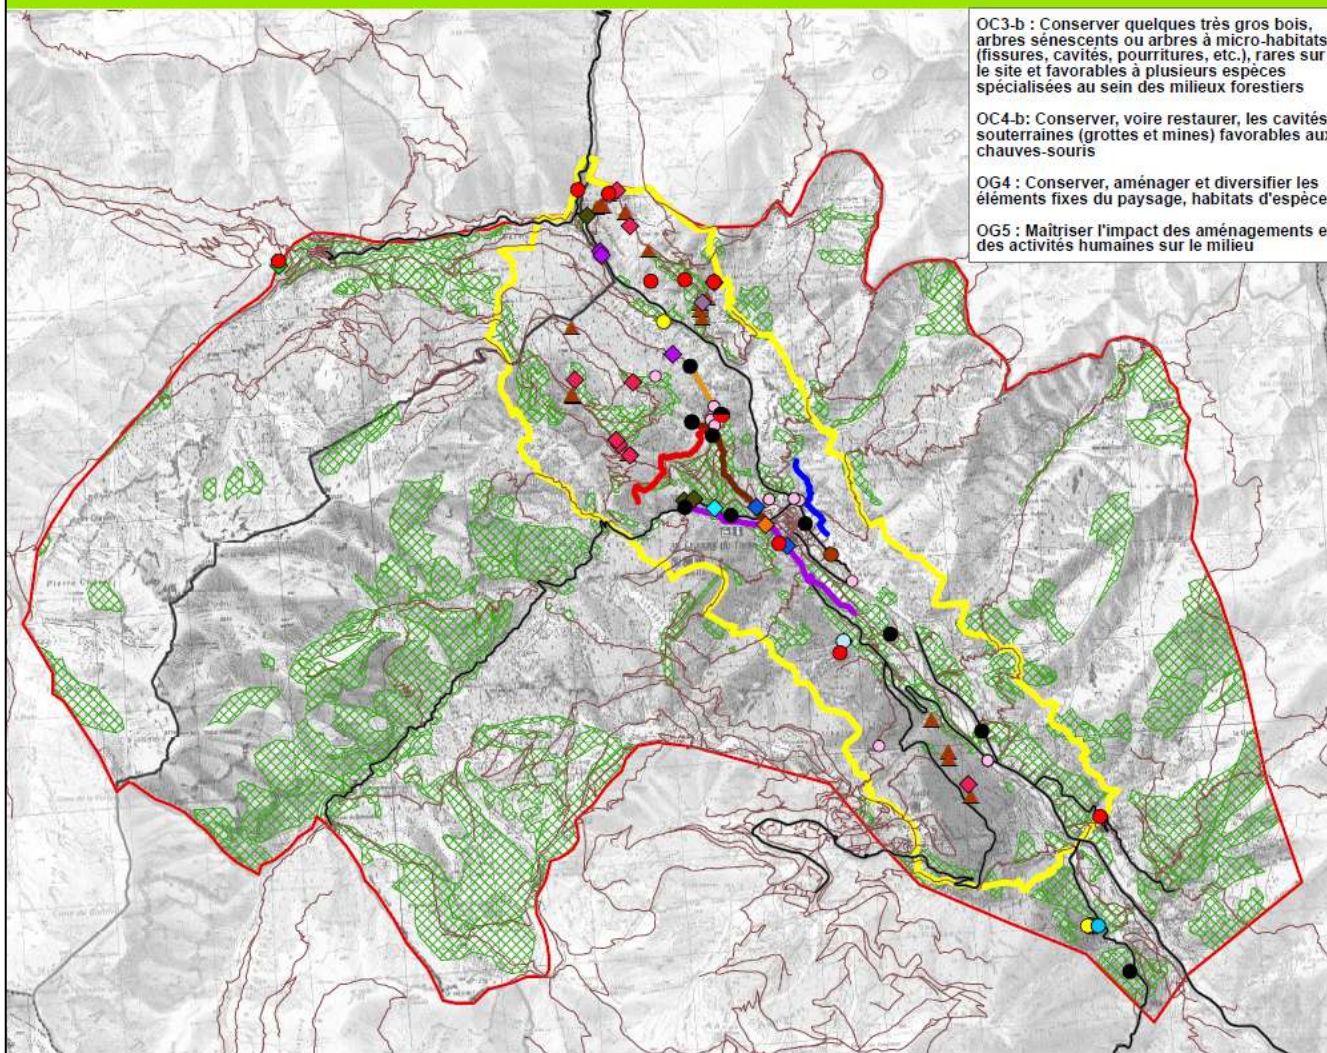 OC3-b : Conserver quelques très gros bois,
arbres sénescents ou arbres à micro-habitats
(fissures, cavités, pourritures, etc.), rares sur
le site et favorables à plusieurs espèces
spécialisées au sein des milieux forestiers
OC4-b: Conserver, voire restaurer, les cavités
souterraines (grottes et mines) favorables aux
chauves-souris
OG4 : Conserver, aménager et diversifier les
éléments fixes du paysage, habitats d'espèce
OG5 : Maîtriser l'impact des aménagements e
des activités humaines sur le milieu